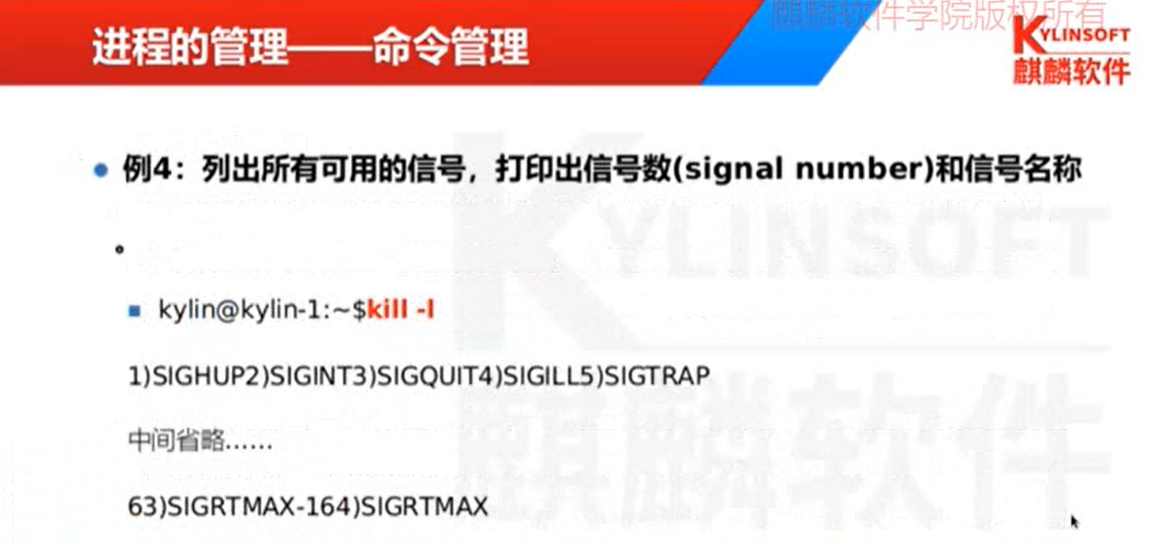 麒麟软件学院版权所有
进程的管理——命令管理
KYLINSOFT
麒麟软件
● 例4：列出所有可用的信号，打印出信号数(signal number)和信号名称
。
■ kylin@kylin-1:~$kill -l
1)SIGHUP2)SIGINT3)SIGQUIT4)SIGILL5)SIGTRAP
中间省略……
63)SIGRTMAX-164)SIGRTMAX
KYLINSOFT
麒麟软件